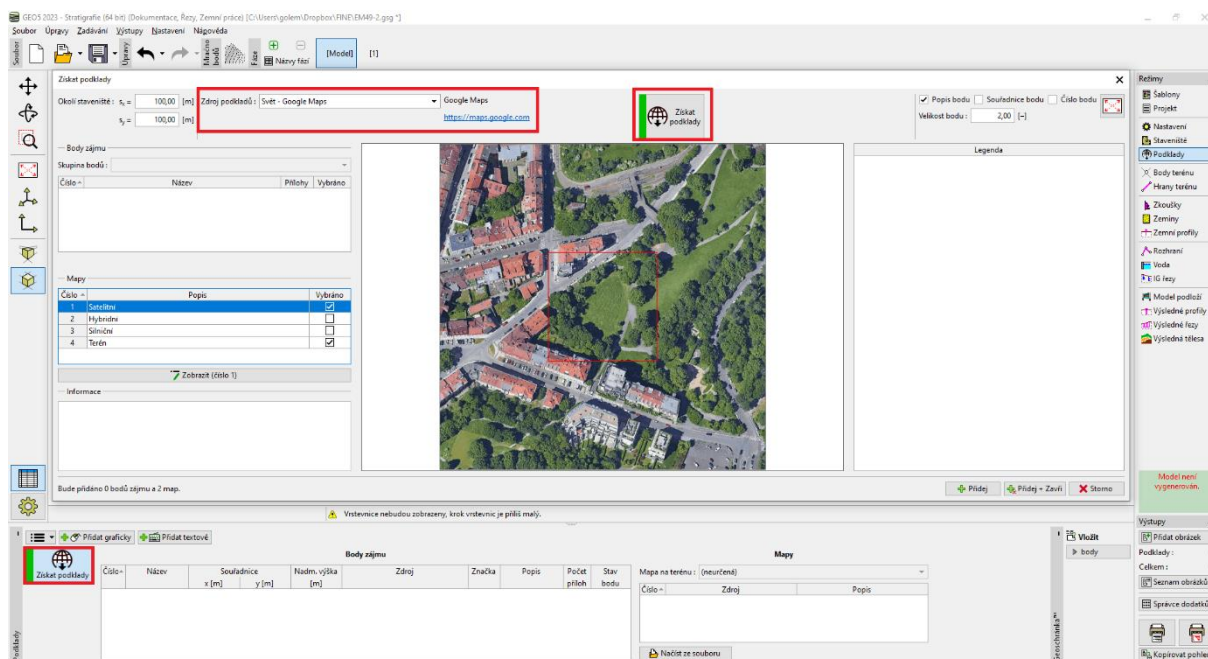 GEO5 2023 - Stratigrafie (64 bit) (Dokumentace, Řezy, Zemní práce) [C:\Users\golem\Dropbox\FINE\EM49-2.gsg *]
Soubor Úpravy Zadávání Výstupy Nastavení Nápověda
Soubor
Úpravy
Fáze
Názvy fází
[Model]
[1]
Získat podklady
Okolí staveniště : sx = 100,00 [m]
sy = 100,00 [m]
Zdroj podkladů : Svět - Google Maps
Google Maps
https://maps.google.com
Získat
podklady
Popis bodu Souřadnice bodu Číslo bodu
Velikost bodu : 2,00 [–]
Body zájmu
Skupina bodů :
Číslo Název Přílohy Vybráno
Mapy
Číslo Popis Vybráno
1 Satelitní
2 Hybridní
3 Silniční
4 Terén
Zobrazit (číslo 1)
Informace
Legenda
Bude přidáno 0 bodů zájmu a 2 map.
Přidej
Přidej + Zavři
Storno
Vrstevnice nebudou zobrazeny, krok vrstevnic je příliš malý.
Režimy
Šablony
Projekt
Nastavení
Staveniště
Podklady
Body terénu
Hrany terénu
Zkoušky
Zeminy
Zemní profily
Rozhraní
Voda
IG řezy
Model podloží
Výsledné profily
Výsledné řezy
Výsledná tělesa
Model není
vygenerován.
Přidat graficky
Přidat textově
Získat podklady
Podklady
Body zájmu
Číslo Název Souřadnice Nadm. výška Zdroj Značka Popis Počet Stav
x [m] y [m] [m] příloh bodu
Mapy
Mapa na terénu : (neurčená)
Číslo Zdroj Popis
Načíst ze souboru
Geoschránka™
Vložit
body
Výstupy
Přidat obrázek
Podklady :
Celkem :
Seznam obrázků
Správce dodatků
Kopírovat pohled